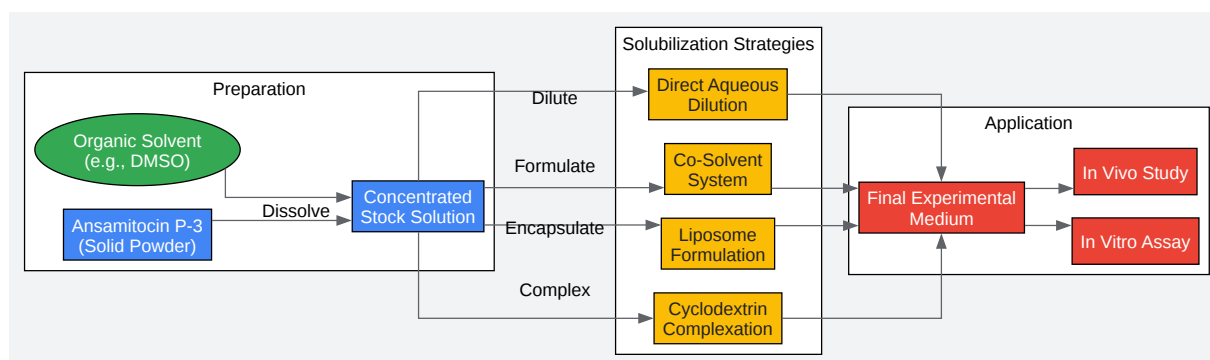 Preparation
Organic Solvent
(e.g., DMSO)
Ansamitocin P-3
(Solid Powder)
Dissolve
Concentrated
Stock Solution
Dilute
Formulate
Encapsulate
Complex
Solubilization Strategies
Direct Aqueous
Dilution
Co-Solvent
System
Liposome
Formulation
Cyclodextrin
Complexation
Application
Final Experimental
Medium
In Vivo Study
In Vitro Assay